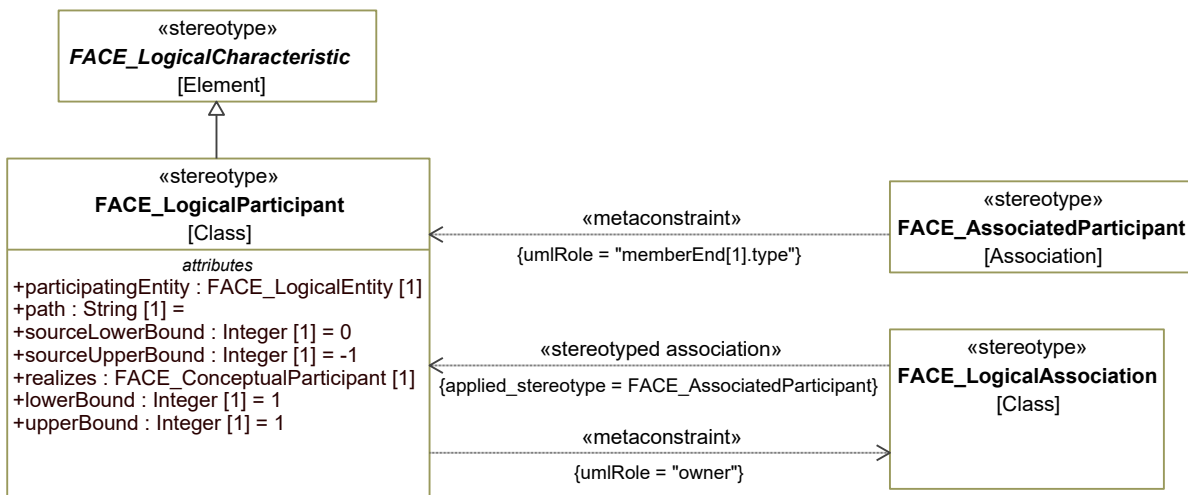 «stereotype»
FACE_LogicalCharacteristic
[Element]
«stereotype»
FACE_LogicalParticipant
[Class]
attributes
+participatingEntity : FACE_LogicalEntity [1]
+path : String [1] =
+sourceLowerBound : Integer [1] = 0
+sourceUpperBound : Integer [1] = -1
+realizes : FACE_ConceptualParticipant [1]
+lowerBound : Integer [1] = 1
+upperBound : Integer [1] = 1
«metaconstraint»
{umlRole = "memberEnd[1].type"}
«stereotype»
FACE_AssociatedParticipant
[Association]
«stereotyped association»
{applied_stereotype = FACE_AssociatedParticipant}
«stereotype»
FACE_LogicalAssociation
[Class]
«metaconstraint»
{umlRole = "owner"}